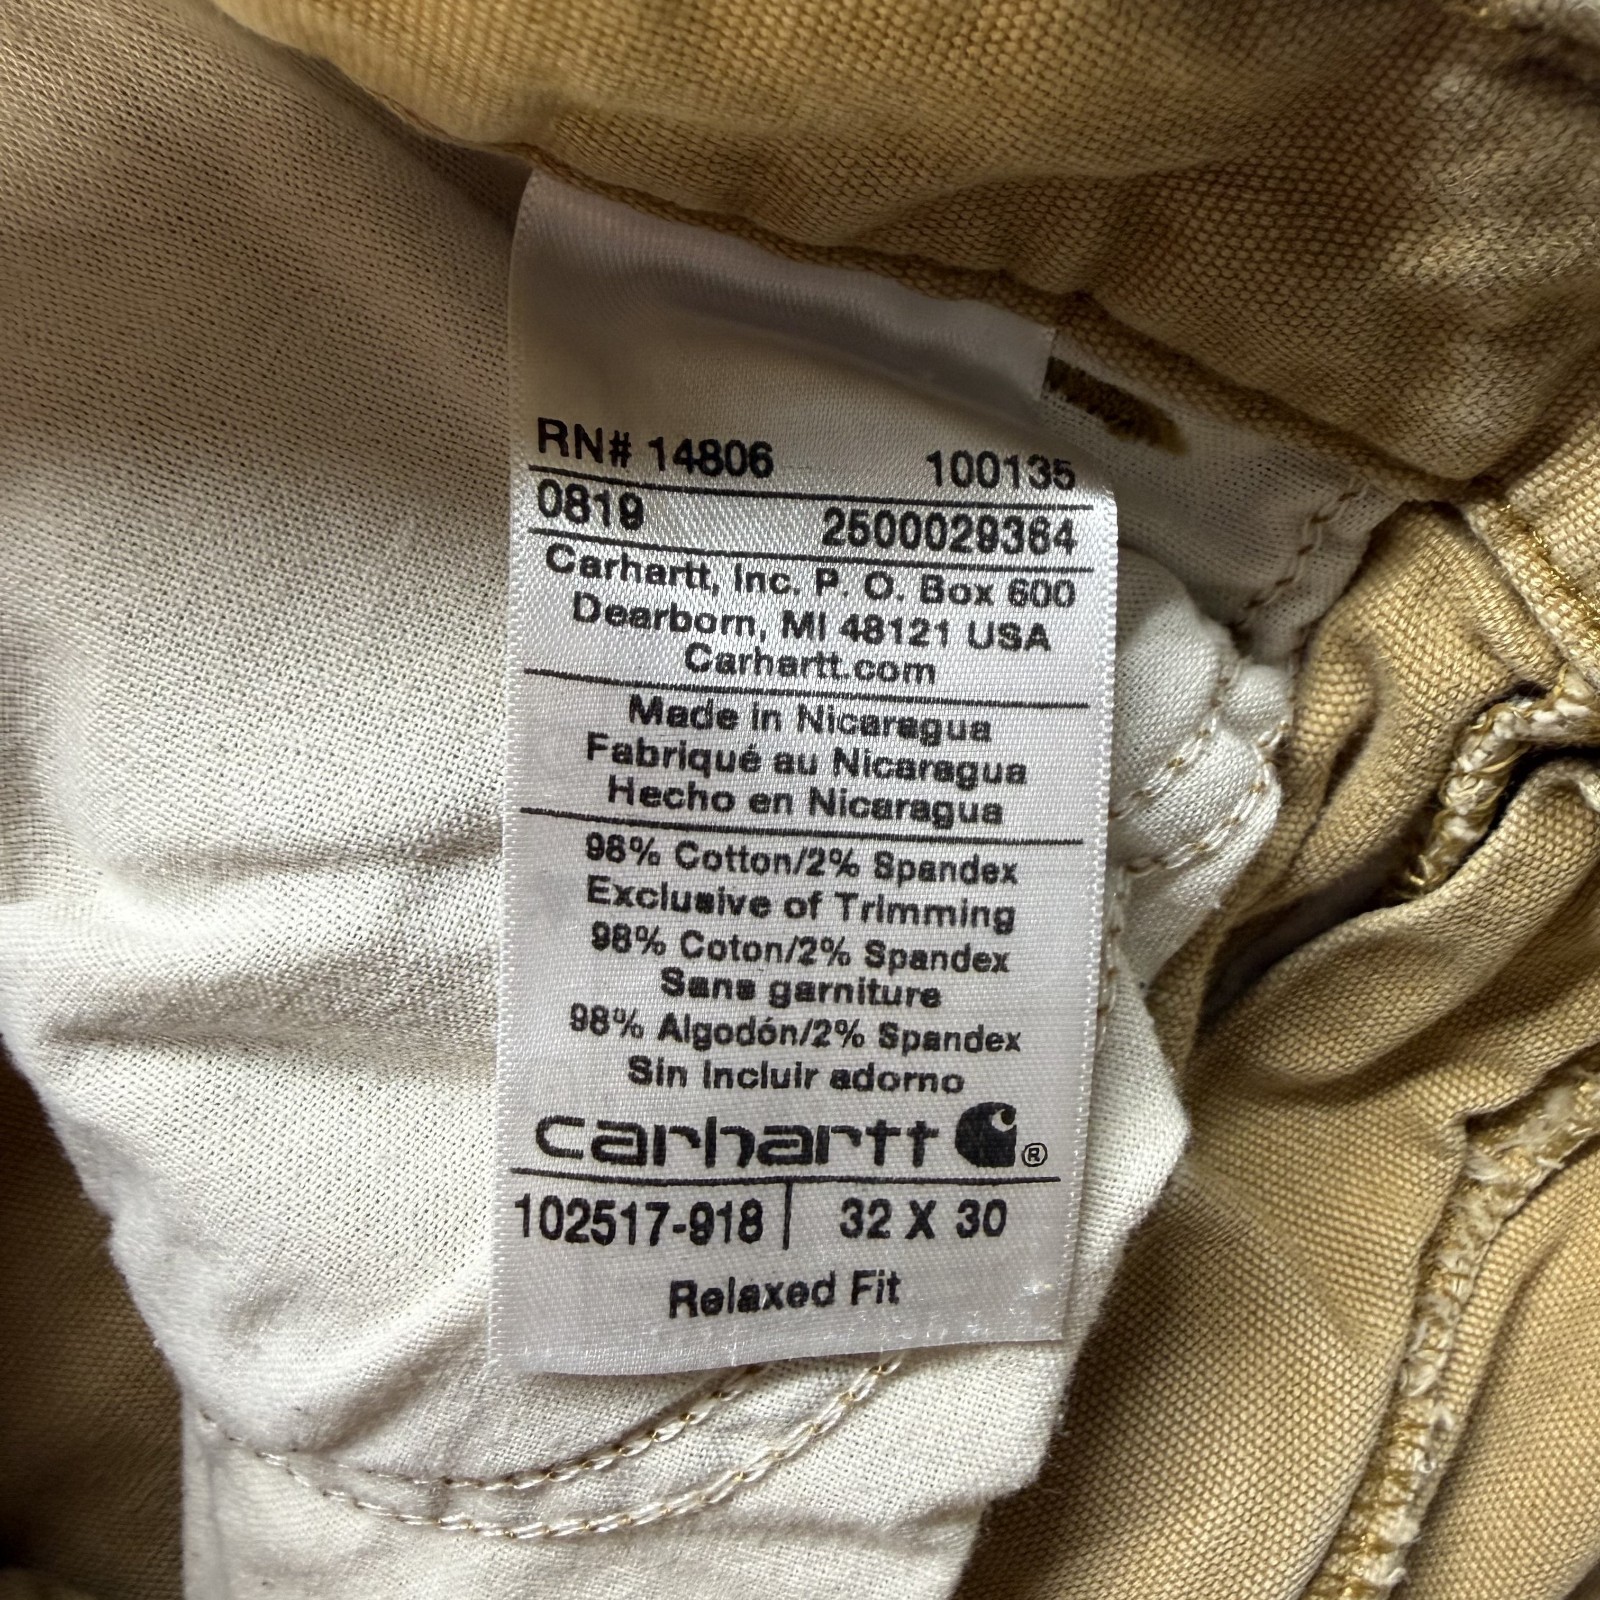 RN# 14806 100135
0819 2500029364
Carhartt, Inc. P. O. Box 600
Dearborn, MI 48121 USA
Carhartt.com
Made in Nicaragua
Fabriqué au Nicaragua
Hecho en Nicaragua
98% Cotton/2% Spandex
Exclusive of Trimming
98% Coton/2% Spandex
Sans garniture
98% Algodón/2% Spandex
Sin incluir adorno
carhartt ®
102517-918 | 32 X 30
Relaxed Fit